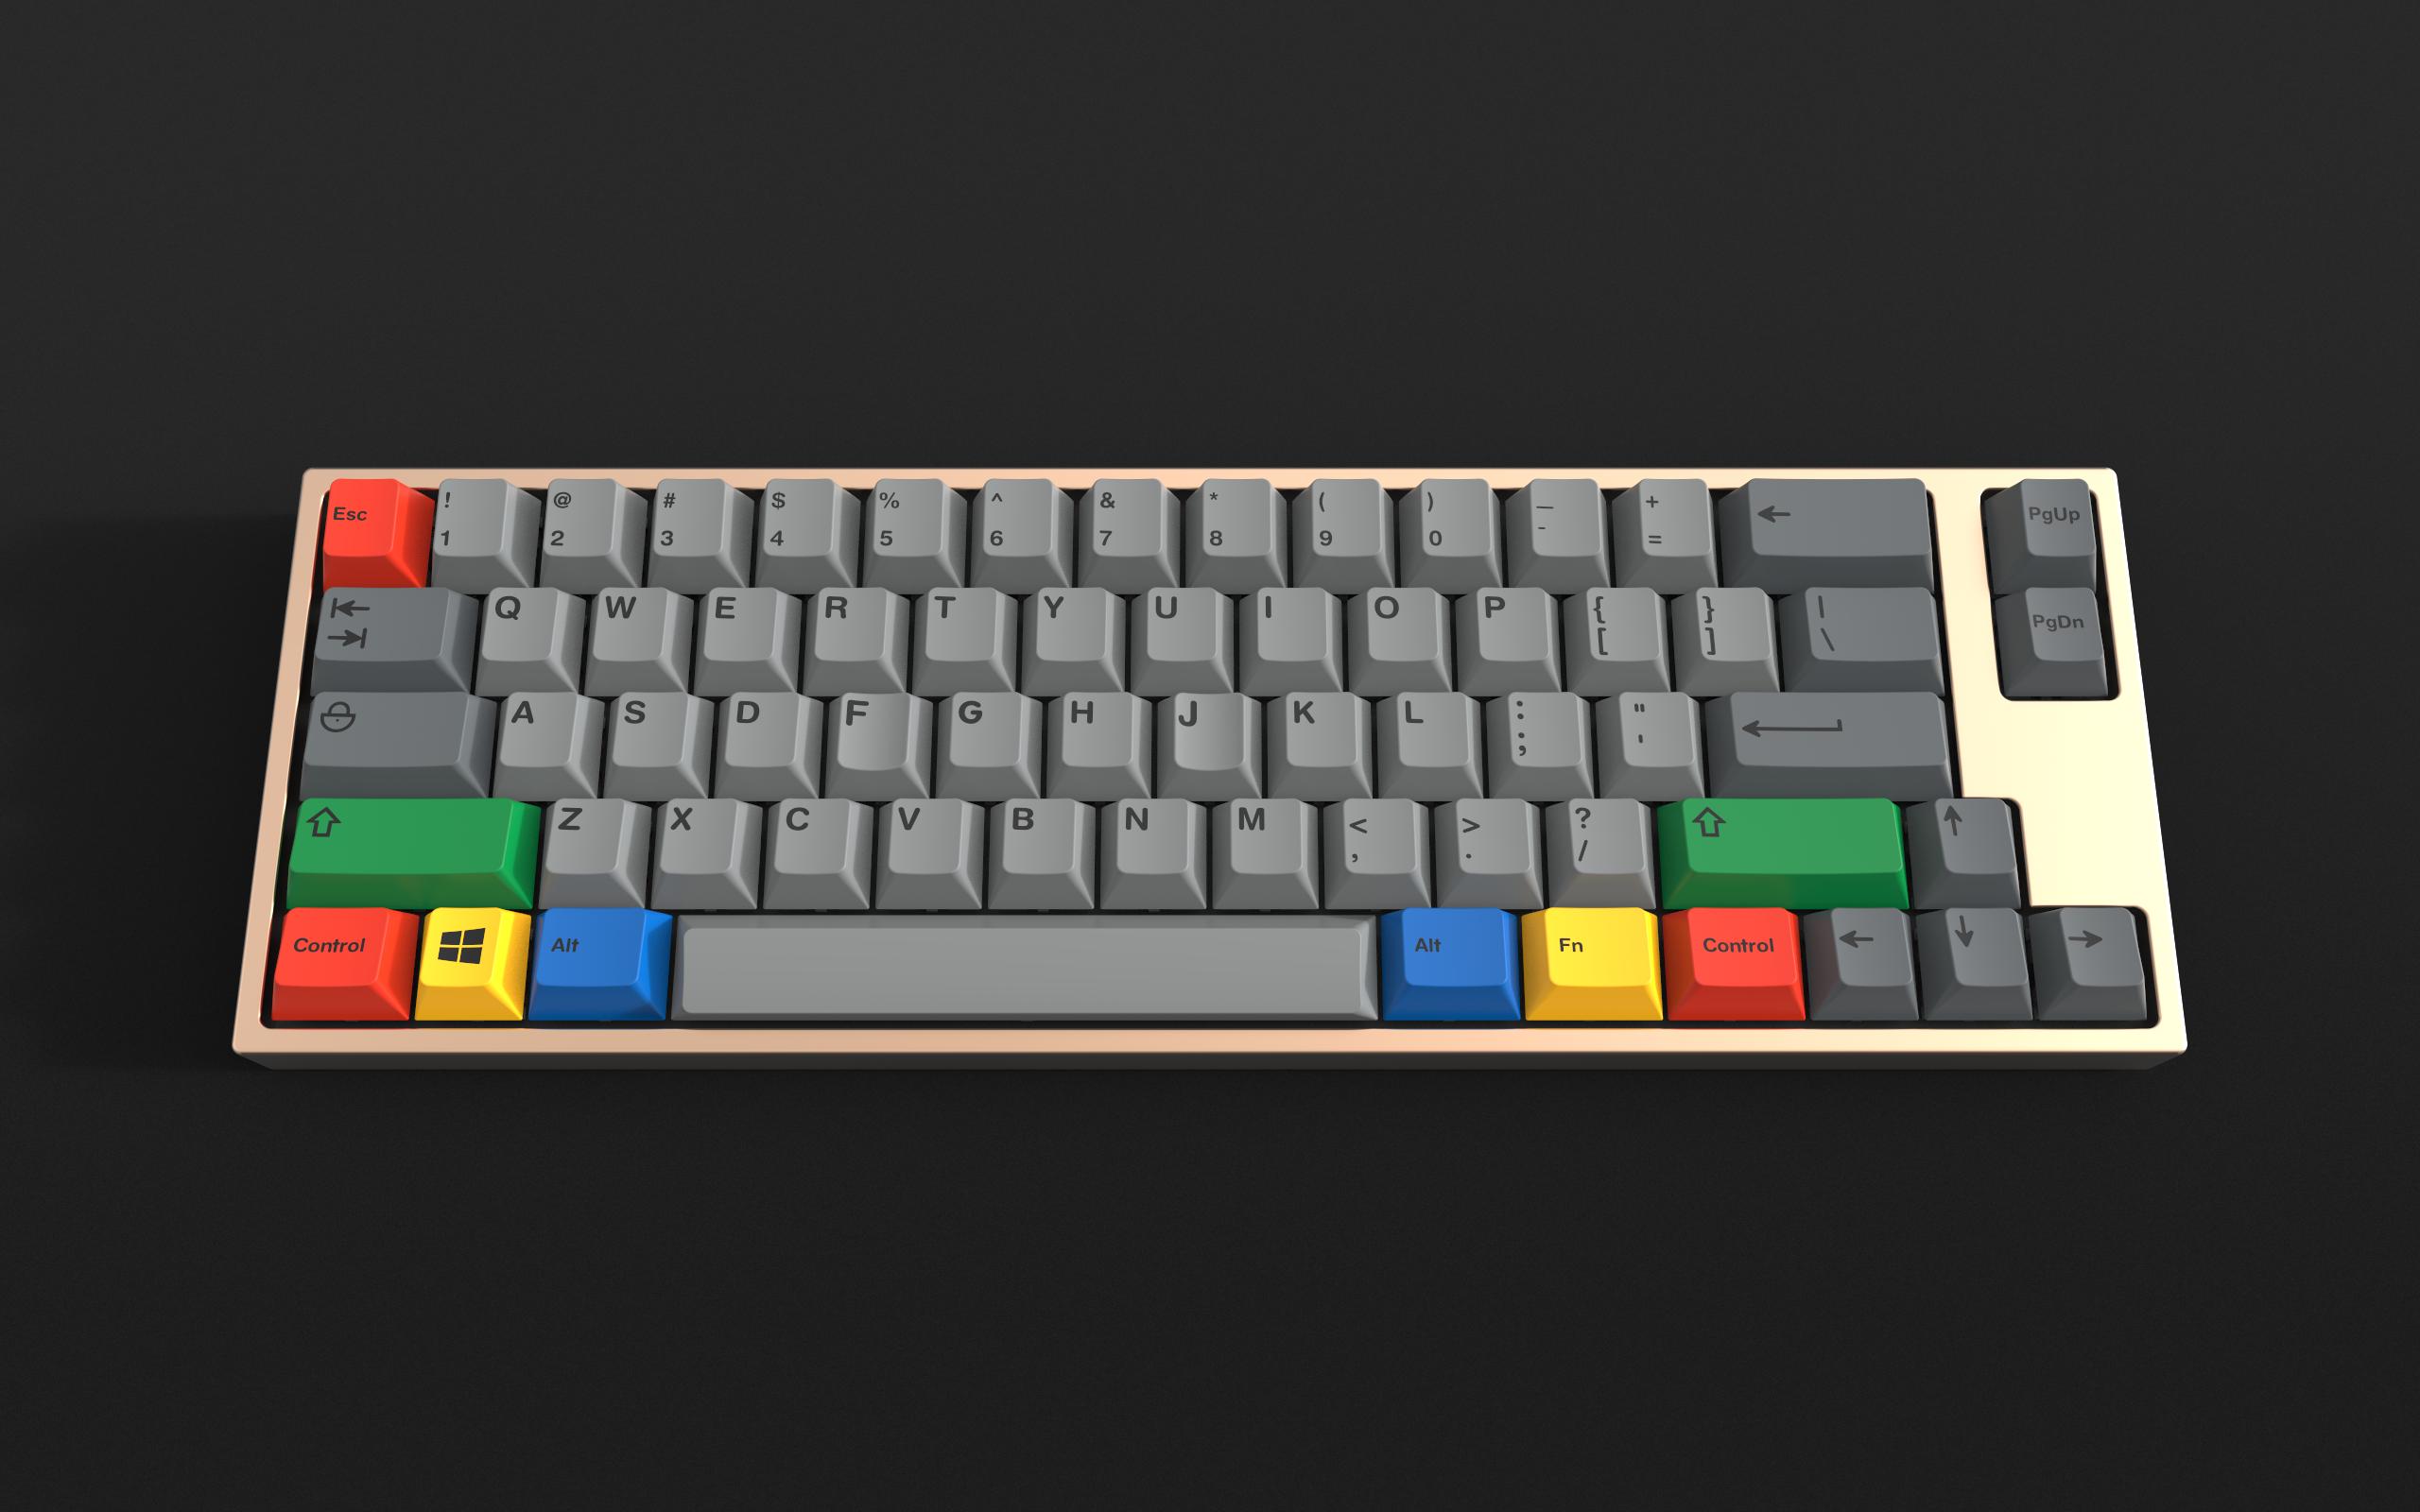 Esc ! 1 @ 2 # 3 $ 4 % 5 ^ 6 & 7 * 8 ( 9 ) 0 — - + = ← PgUp
Q W E R T Y U I O P { [ } ] | \ PgDn
A S D F G H J K L : ; " '
Z X C V B N M < , > . ? / ↑
Control Alt Alt Fn Control ← ↓ →